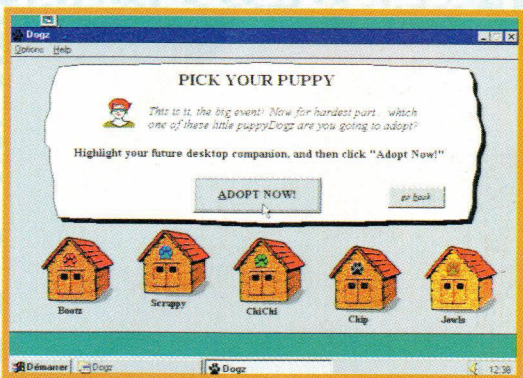 Dogz
Options Help
PICK YOUR PUPPY
This is it, the big event! Now for hardest part... which
one of these little puppyDogz are you going to adopt?
Highlight your future desktop companion, and then click "Adopt Now!"
ADOPT NOW!
go back
Bootz
Scrappy
ChiChi
Chip
Jowls
Démarrer Dogz Dogz 12:38